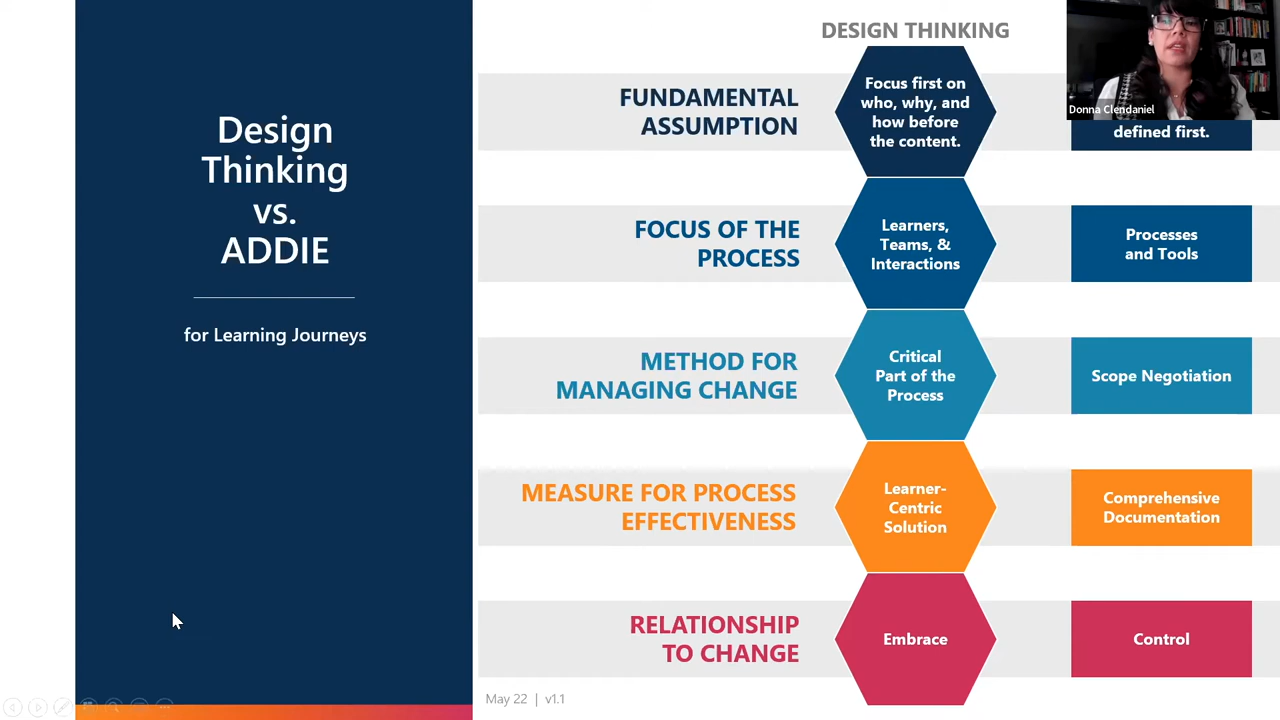 Design
Thinking
vs.
ADDIE
for Learning Journeys
DESIGN THINKING
Donna Clendaniel
FUNDAMENTAL
ASSUMPTION
Focus first on
who, why, and
how before
the content.
defined first.
FOCUS OF THE
PROCESS
Learners,
Teams, &
Interactions
Processes
and Tools
METHOD FOR
MANAGING CHANGE
Critical
Part of the
Process
Scope Negotiation
MEASURE FOR PROCESS
EFFECTIVENESS
Learner-
Centric
Solution
Comprehensive
Documentation
RELATIONSHIP
TO CHANGE
Embrace
Control
May 22 | v1.1